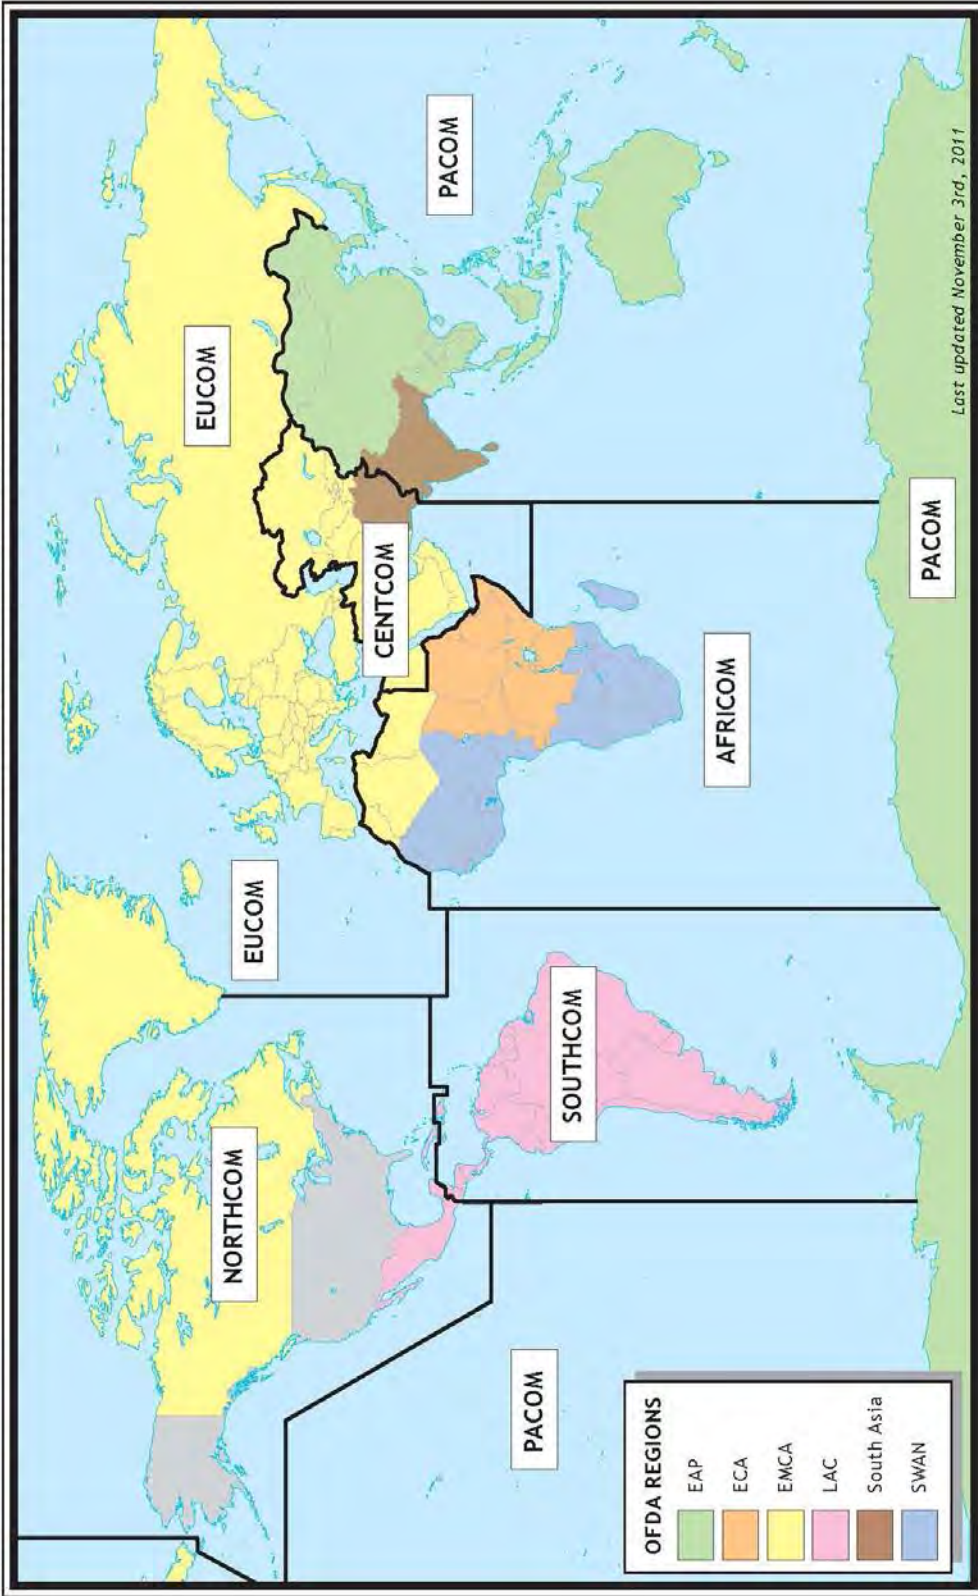 NORTHCOM
EUCOM
EUCOM
PACOM
CENTCOM
SOUTHCOM
AFRICOM
PACOM
PACOM
OFDA REGIONS
EAP
ECA
EMCA
LAC
South Asia
SWAN
Last updated November 3rd, 2011